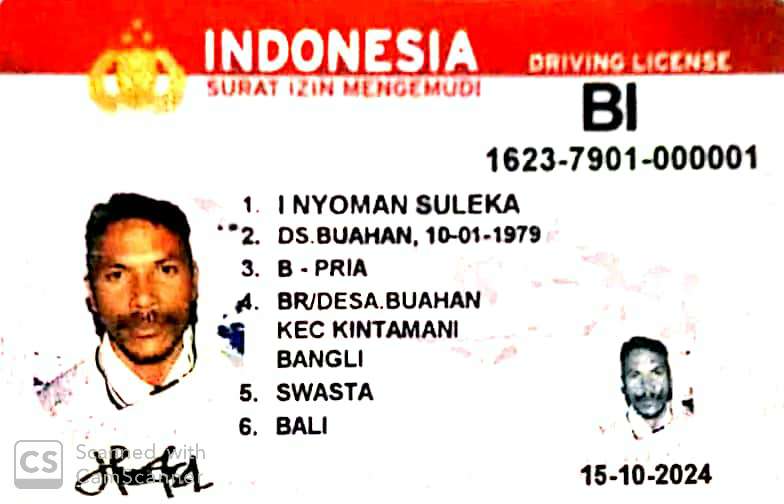 INDONESIA
SURAT IZIN MENGEMUDI
DRIVING LICENSE
BI
1623-7901-000001
1. I NYOMAN SULEKA
2. DS.BUAHAN, 10-01-1979
3. B - PRIA
4. BR/DESA.BUAHAN
KEC KINTAMANI
BANGLI
5. SWASTA
6. BALI
15-10-2024
CS Scanned with
CamScanner